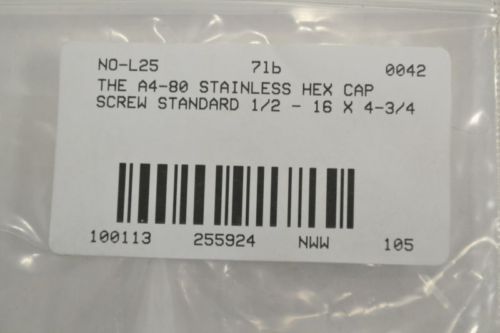 NO-L25 7lb 0042
THE A4-80 STAINLESS HEX CAP
SCREW STANDARD 1/2 - 16 X 4-3/4
100113 255924 NWW 105